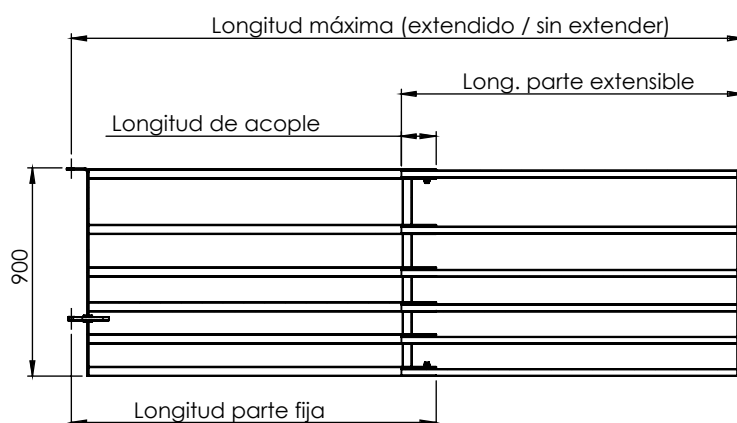 Longitud máxima (extendido / sin extender)
Long. parte extensible
Longitud de acople
900
Longitud parte fija